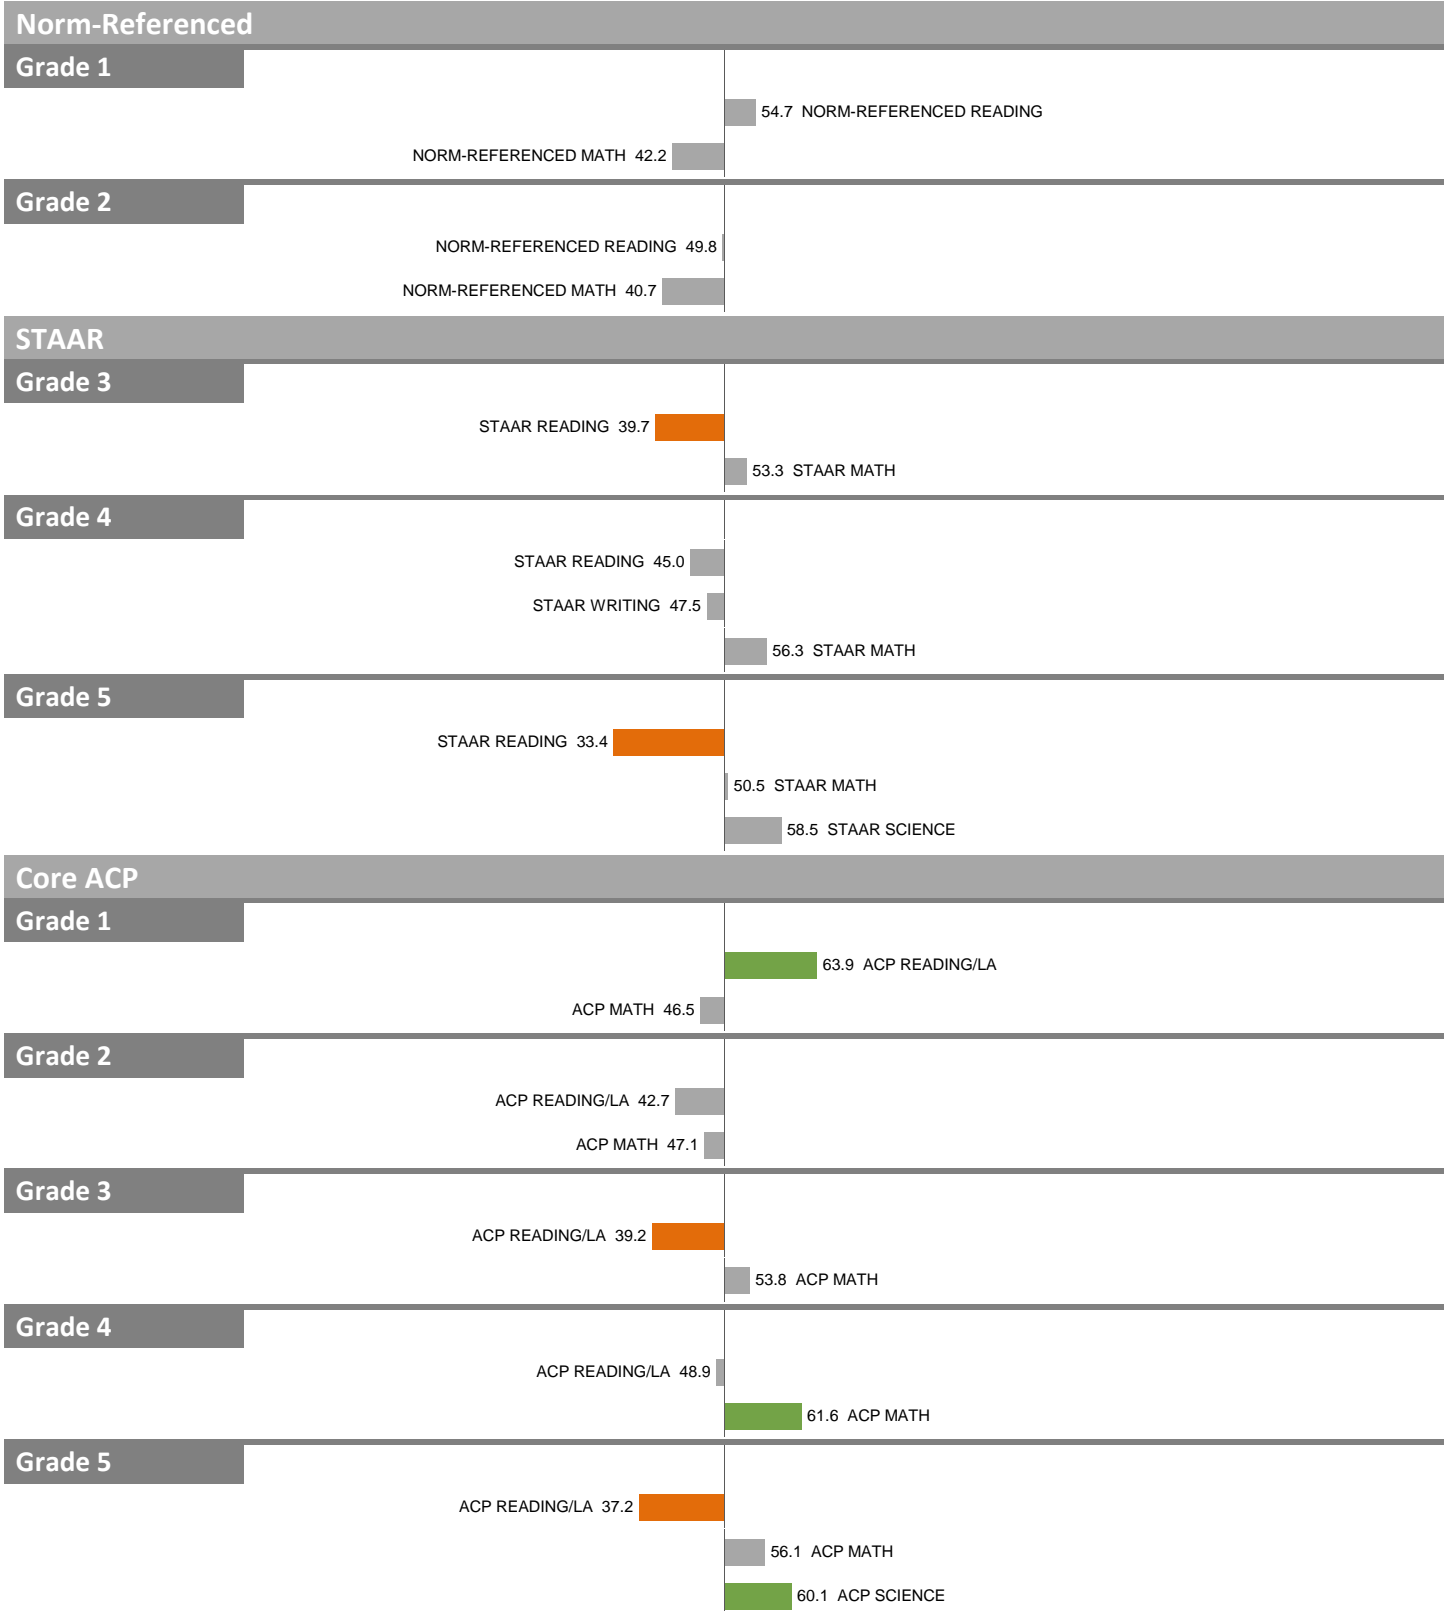 Norm-Referenced
Grade 1
54.7 NORM-REFERENCED READING
NORM-REFERENCED MATH 42.2
Grade 2
NORM-REFERENCED READING 49.8
NORM-REFERENCED MATH 40.7
STAAR
Grade 3
STAAR READING 39.7
53.3 STAAR MATH
Grade 4
STAAR READING 45.0
STAAR WRITING 47.5
56.3 STAAR MATH
Grade 5
STAAR READING 33.4
50.5 STAAR MATH
58.5 STAAR SCIENCE
Core ACP
Grade 1
63.9 ACP READING/LA
ACP MATH 46.5
Grade 2
ACP READING/LA 42.7
ACP MATH 47.1
Grade 3
ACP READING/LA 39.2
53.8 ACP MATH
Grade 4
ACP READING/LA 48.9
61.6 ACP MATH
Grade 5
ACP READING/LA 37.2
56.1 ACP MATH
60.1 ACP SCIENCE